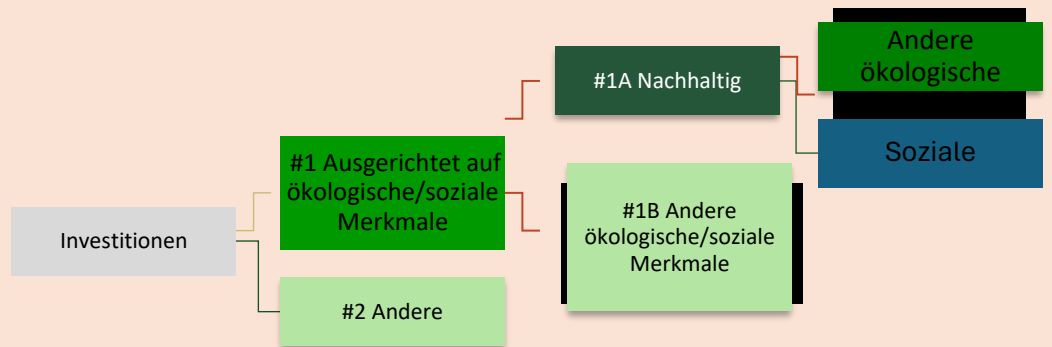 Investitionen
#1 Ausgerichtet auf
ökologische/soziale
Merkmale
#2 Andere
#1A Nachhaltig
#1B Andere
ökologische/soziale
Merkmale
Andere
ökologische
Soziale